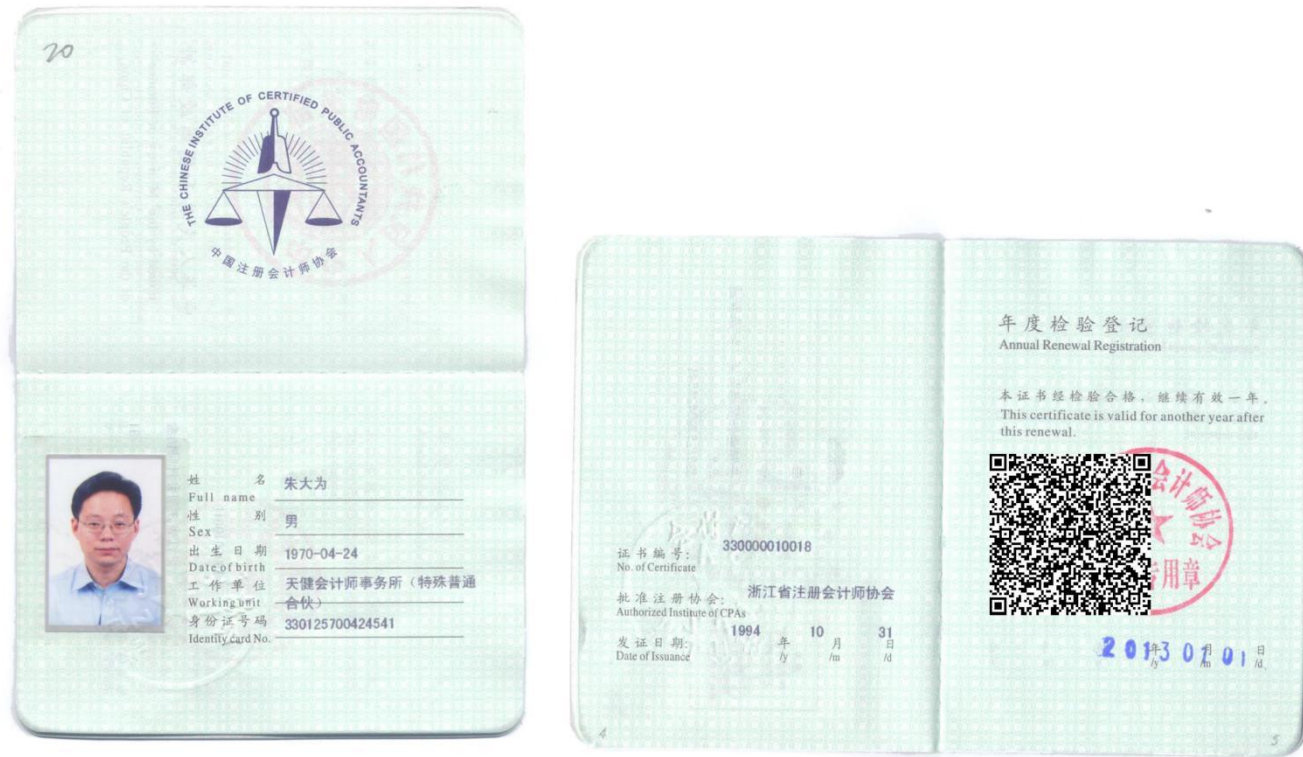 20
THE CHINESE INSTITUTE OF CERTIFIED PUBLIC ACCOUNTANTS
中国注册会计师协会
姓 名 朱大为
Full name
性 别 男
Sex
出生日期 1970-04-24
Date of birth
工作单位 天健会计师事务所（特殊普通
Working unit 合伙）
身份证号码 330125700424541
Identity card No.
证书编号: 330000010018
No. of Certificate
批准注册协会: 浙江省注册会计师协会
Authorized Institute of CPAs
发证日期: 1994 年 10 月 31 日
Date of Issuance /y /m /d
4
年度检验登记
Annual Renewal Registration
本证书经检验合格，继续有效一年。
This certificate is valid for another year after
this renewal.
会计师协会
用章
2013 年 01 月 01 日
/y /m /d
5